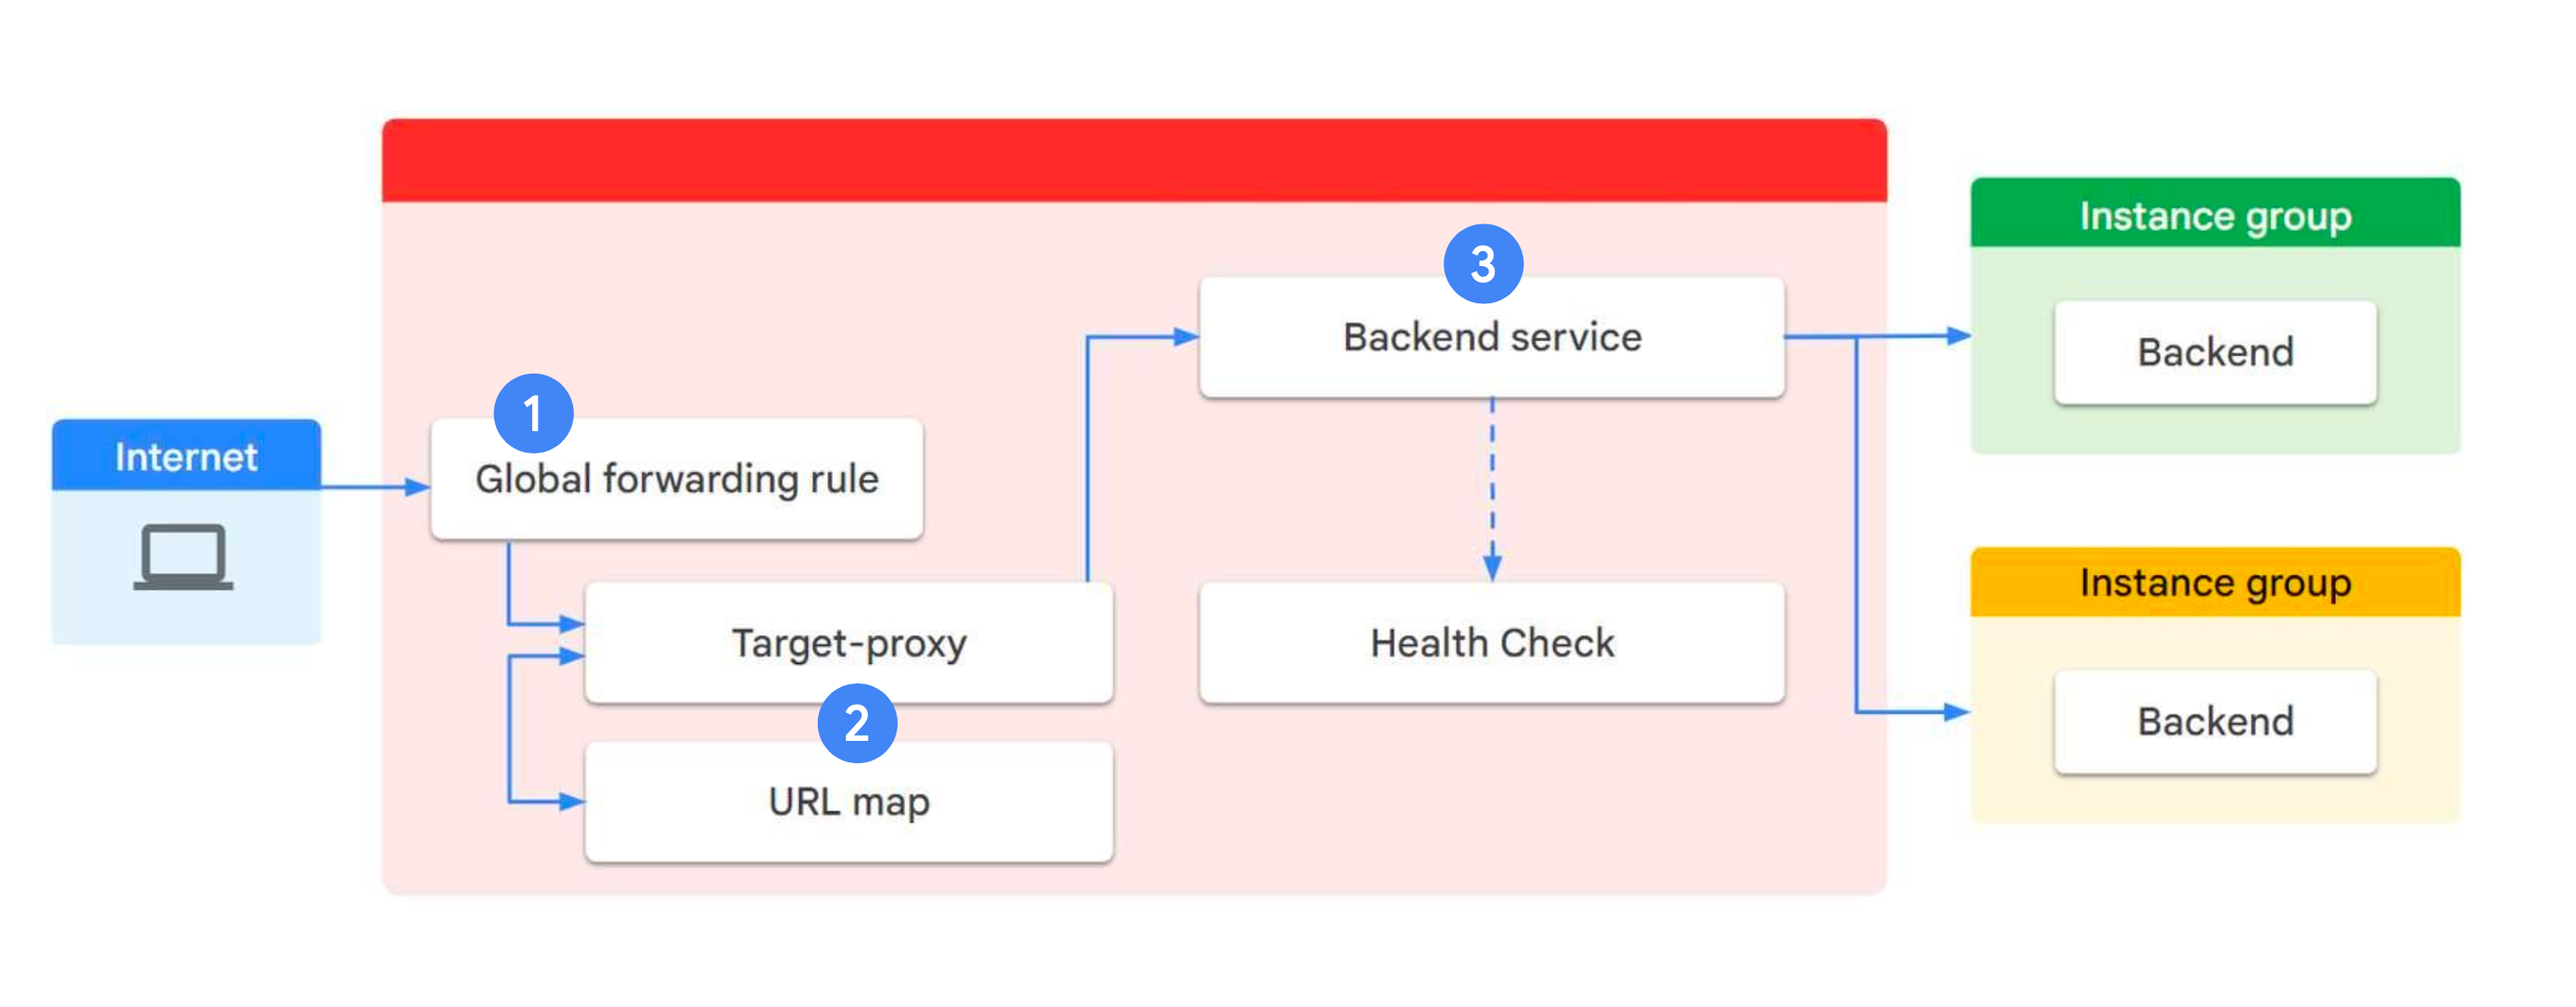 Internet
1
Global forwarding rule
Target-proxy
2
URL map
3
Backend service
Health Check
Instance group
Backend
Instance group
Backend